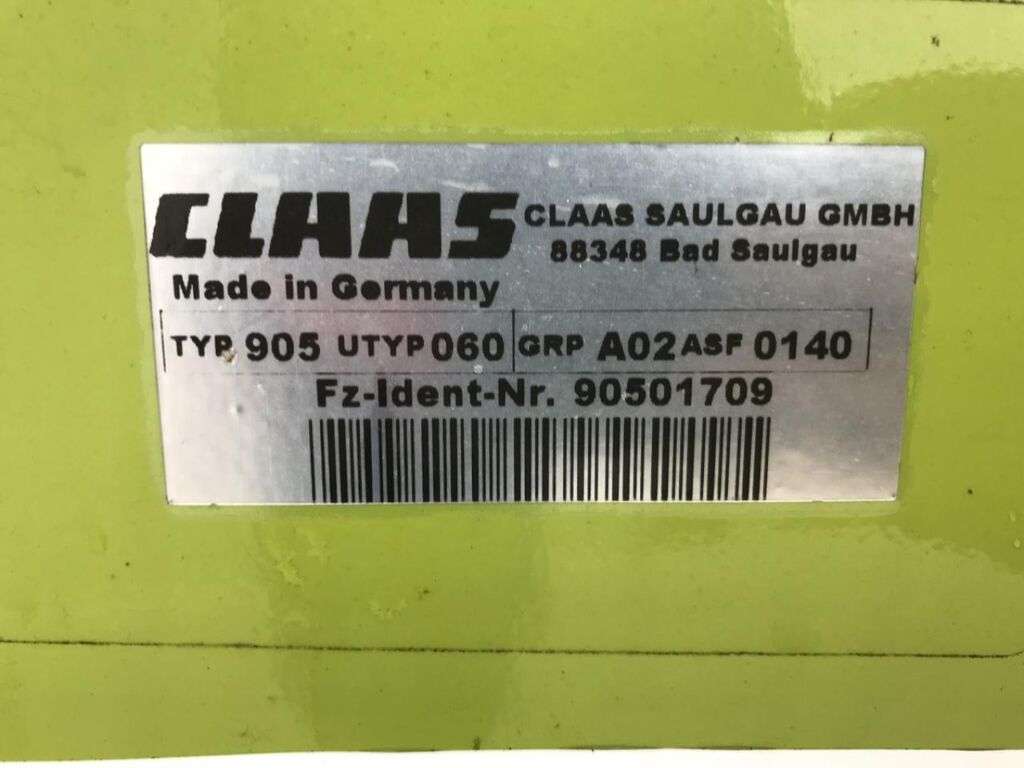 CLAAS CLAAS SAULGAU GMBH
88348 Bad Saulgau
Made in Germany
TYP 905 UTYP 060 GRP A02 ASF 0140
Fz-Ident-Nr. 90501709